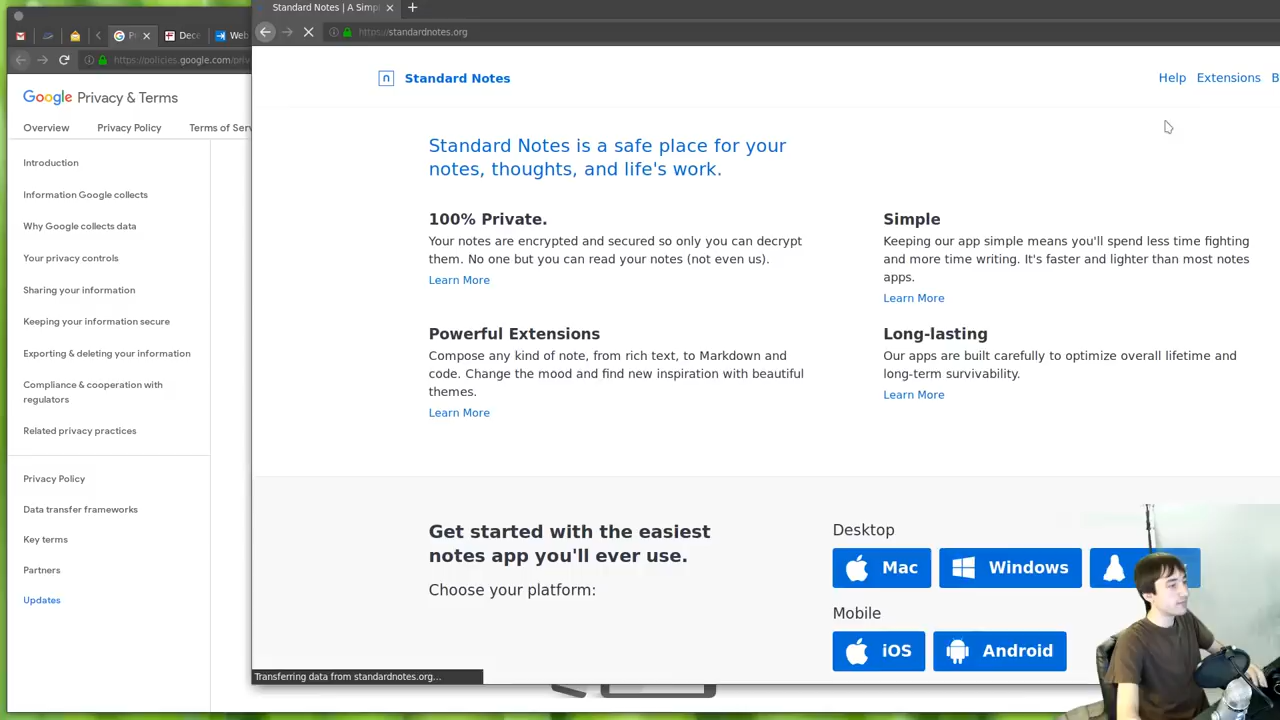 Standard Notes | A Simp
P
Dece
Web
https://standardnotes.org
https://policies.google.com/priv
Google Privacy & Terms
Overview
Privacy Policy
Terms of Serv
Introduction
Information Google collects
Why Google collects data
Your privacy controls
Sharing your information
Keeping your information secure
Exporting & deleting your information
Compliance & cooperation with
regulators
Related privacy practices
Privacy Policy
Data transfer frameworks
Key terms
Partners
Updates
Standard Notes
Help
Extensions
B
Standard Notes is a safe place for your
notes, thoughts, and life's work.
100% Private.
Your notes are encrypted and secured so only you can decrypt
them. No one but you can read your notes (not even us).
Learn More
Simple
Keeping our app simple means you'll spend less time fighting
and more time writing. It's faster and lighter than most notes
apps.
Learn More
Powerful Extensions
Compose any kind of note, from rich text, to Markdown and
code. Change the mood and find new inspiration with beautiful
themes.
Learn More
Long-lasting
Our apps are built carefully to optimize overall lifetime and
long-term survivability.
Learn More
Get started with the easiest
notes app you'll ever use.
Choose your platform:
Desktop
Mac
Windows
Mobile
iOS
Android
Transferring data from standardnotes.org...